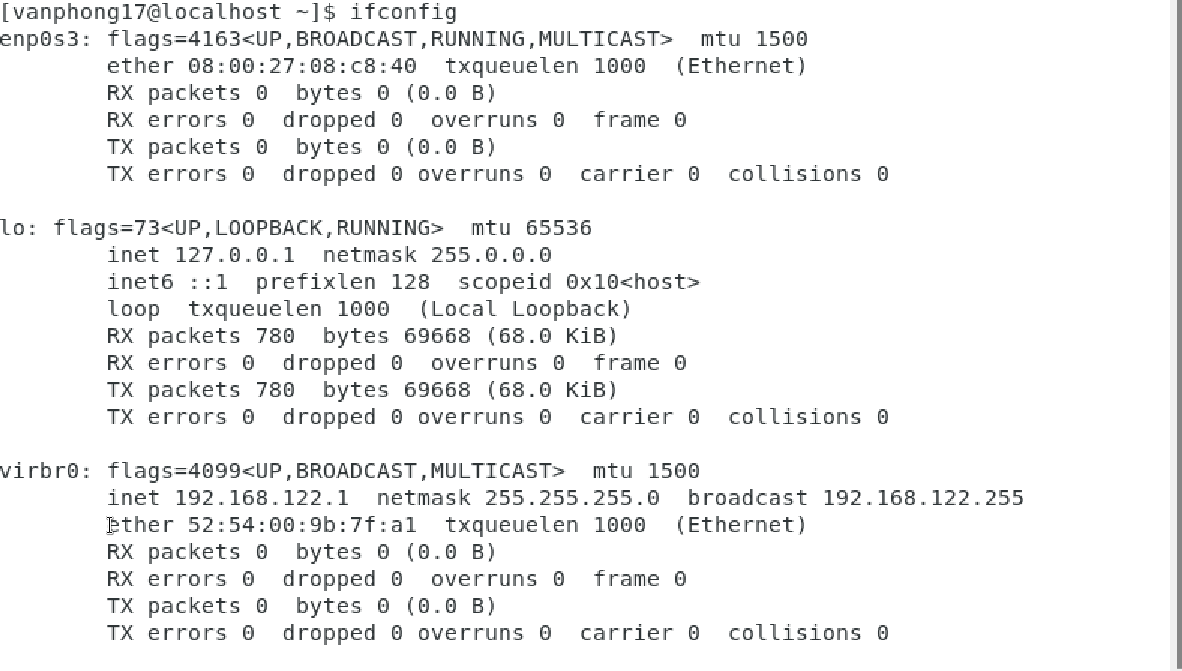 [vanphong17@localhost ~]$ ifconfig
enp0s3: flags=4163<UP,BROADCAST,RUNNING,MULTICAST>  mtu 1500
        ether 08:00:27:08:c8:40  txqueuelen 1000  (Ethernet)
        RX packets 0  bytes 0 (0.0 B)
        RX errors 0  dropped 0  overruns 0  frame 0
        TX packets 0  bytes 0 (0.0 B)
        TX errors 0  dropped 0 overruns 0  carrier 0  collisions 0

lo: flags=73<UP,LOOPBACK,RUNNING>  mtu 65536
        inet 127.0.0.1  netmask 255.0.0.0
        inet6 ::1  prefixlen 128  scopeid 0x10<host>
        loop  txqueuelen 1000  (Local Loopback)
        RX packets 780  bytes 69668 (68.0 KiB)
        RX errors 0  dropped 0  overruns 0  frame 0
        TX packets 780  bytes 69668 (68.0 KiB)
        TX errors 0  dropped 0 overruns 0  carrier 0  collisions 0

virbr0: flags=4099<UP,BROADCAST,MULTICAST>  mtu 1500
        inet 192.168.122.1  netmask 255.255.255.0  broadcast 192.168.122.255
        ether 52:54:00:9b:7f:a1  txqueuelen 1000  (Ethernet)
        RX packets 0  bytes 0 (0.0 B)
        RX errors 0  dropped 0  overruns 0  frame 0
        TX packets 0  bytes 0 (0.0 B)
        TX errors 0  dropped 0 overruns 0  carrier 0  collisions 0